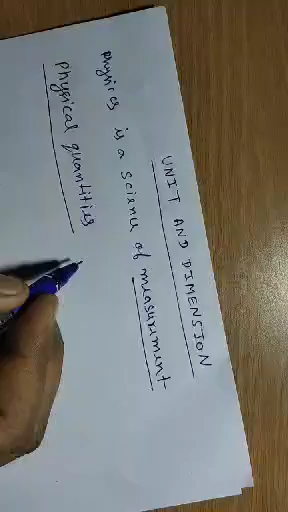 UNIT AND DIMENSION
Physics is a science of measurement
Physical quantities